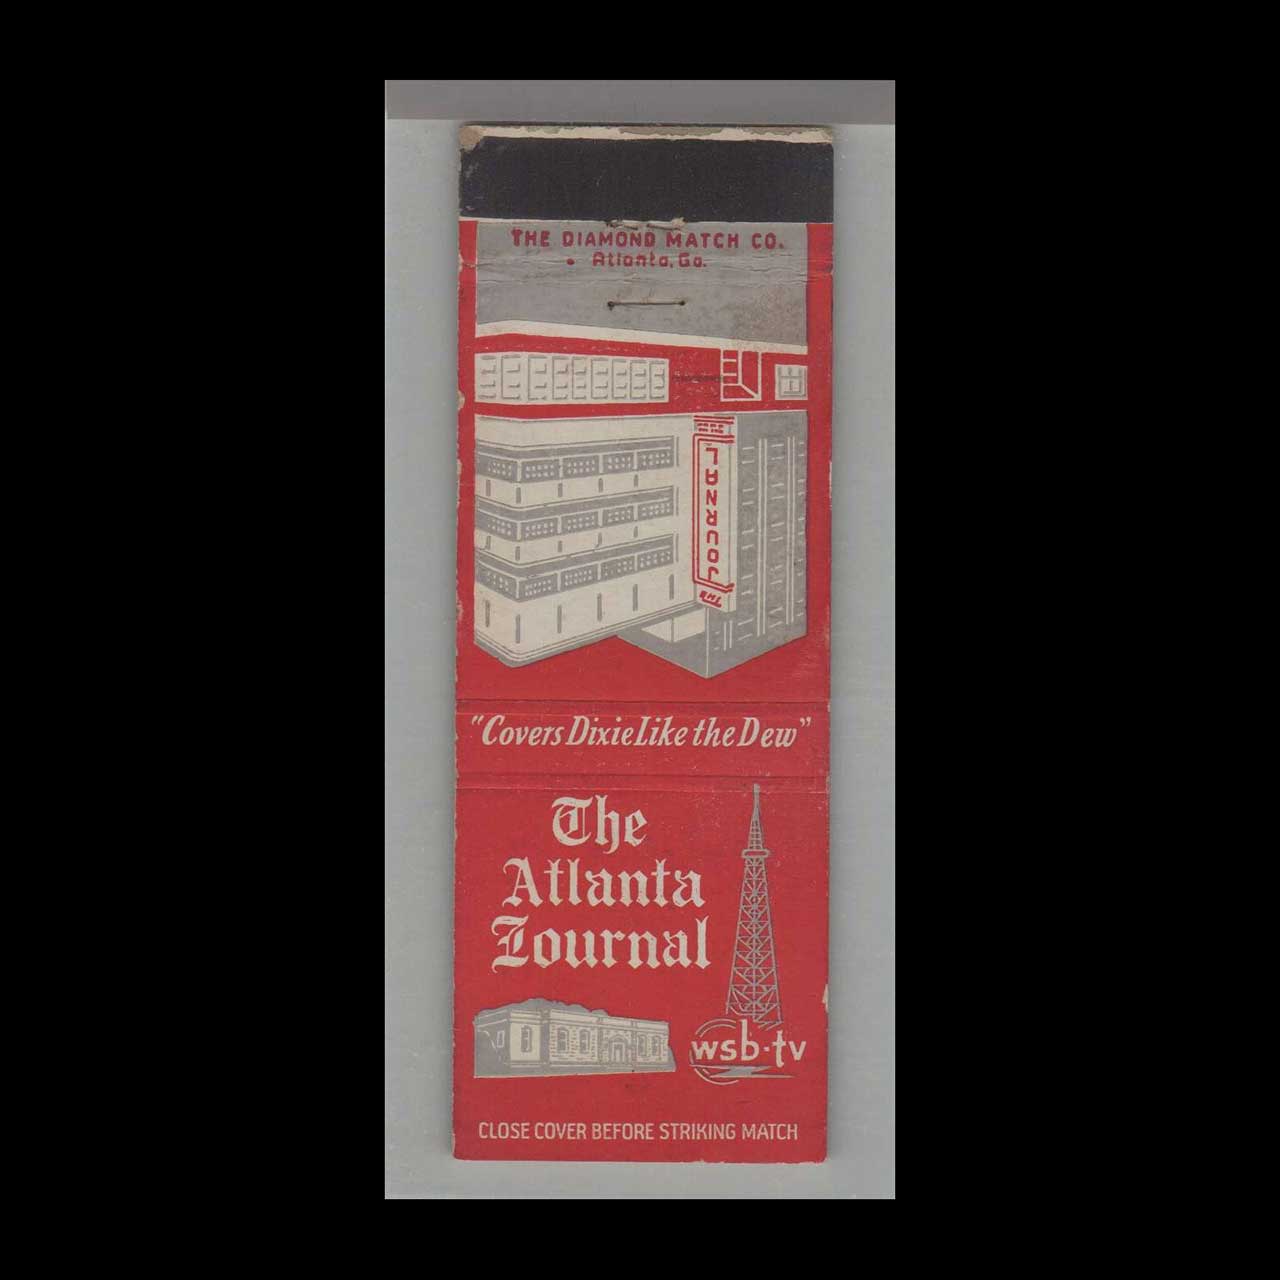 THE DIAMOND MATCH CO.
Atlanta, Ga.
THE JOURNAL
"Covers Dixie Like the Dew"
The
Atlanta
Journal
wsb-tv
CLOSE COVER BEFORE STRIKING MATCH